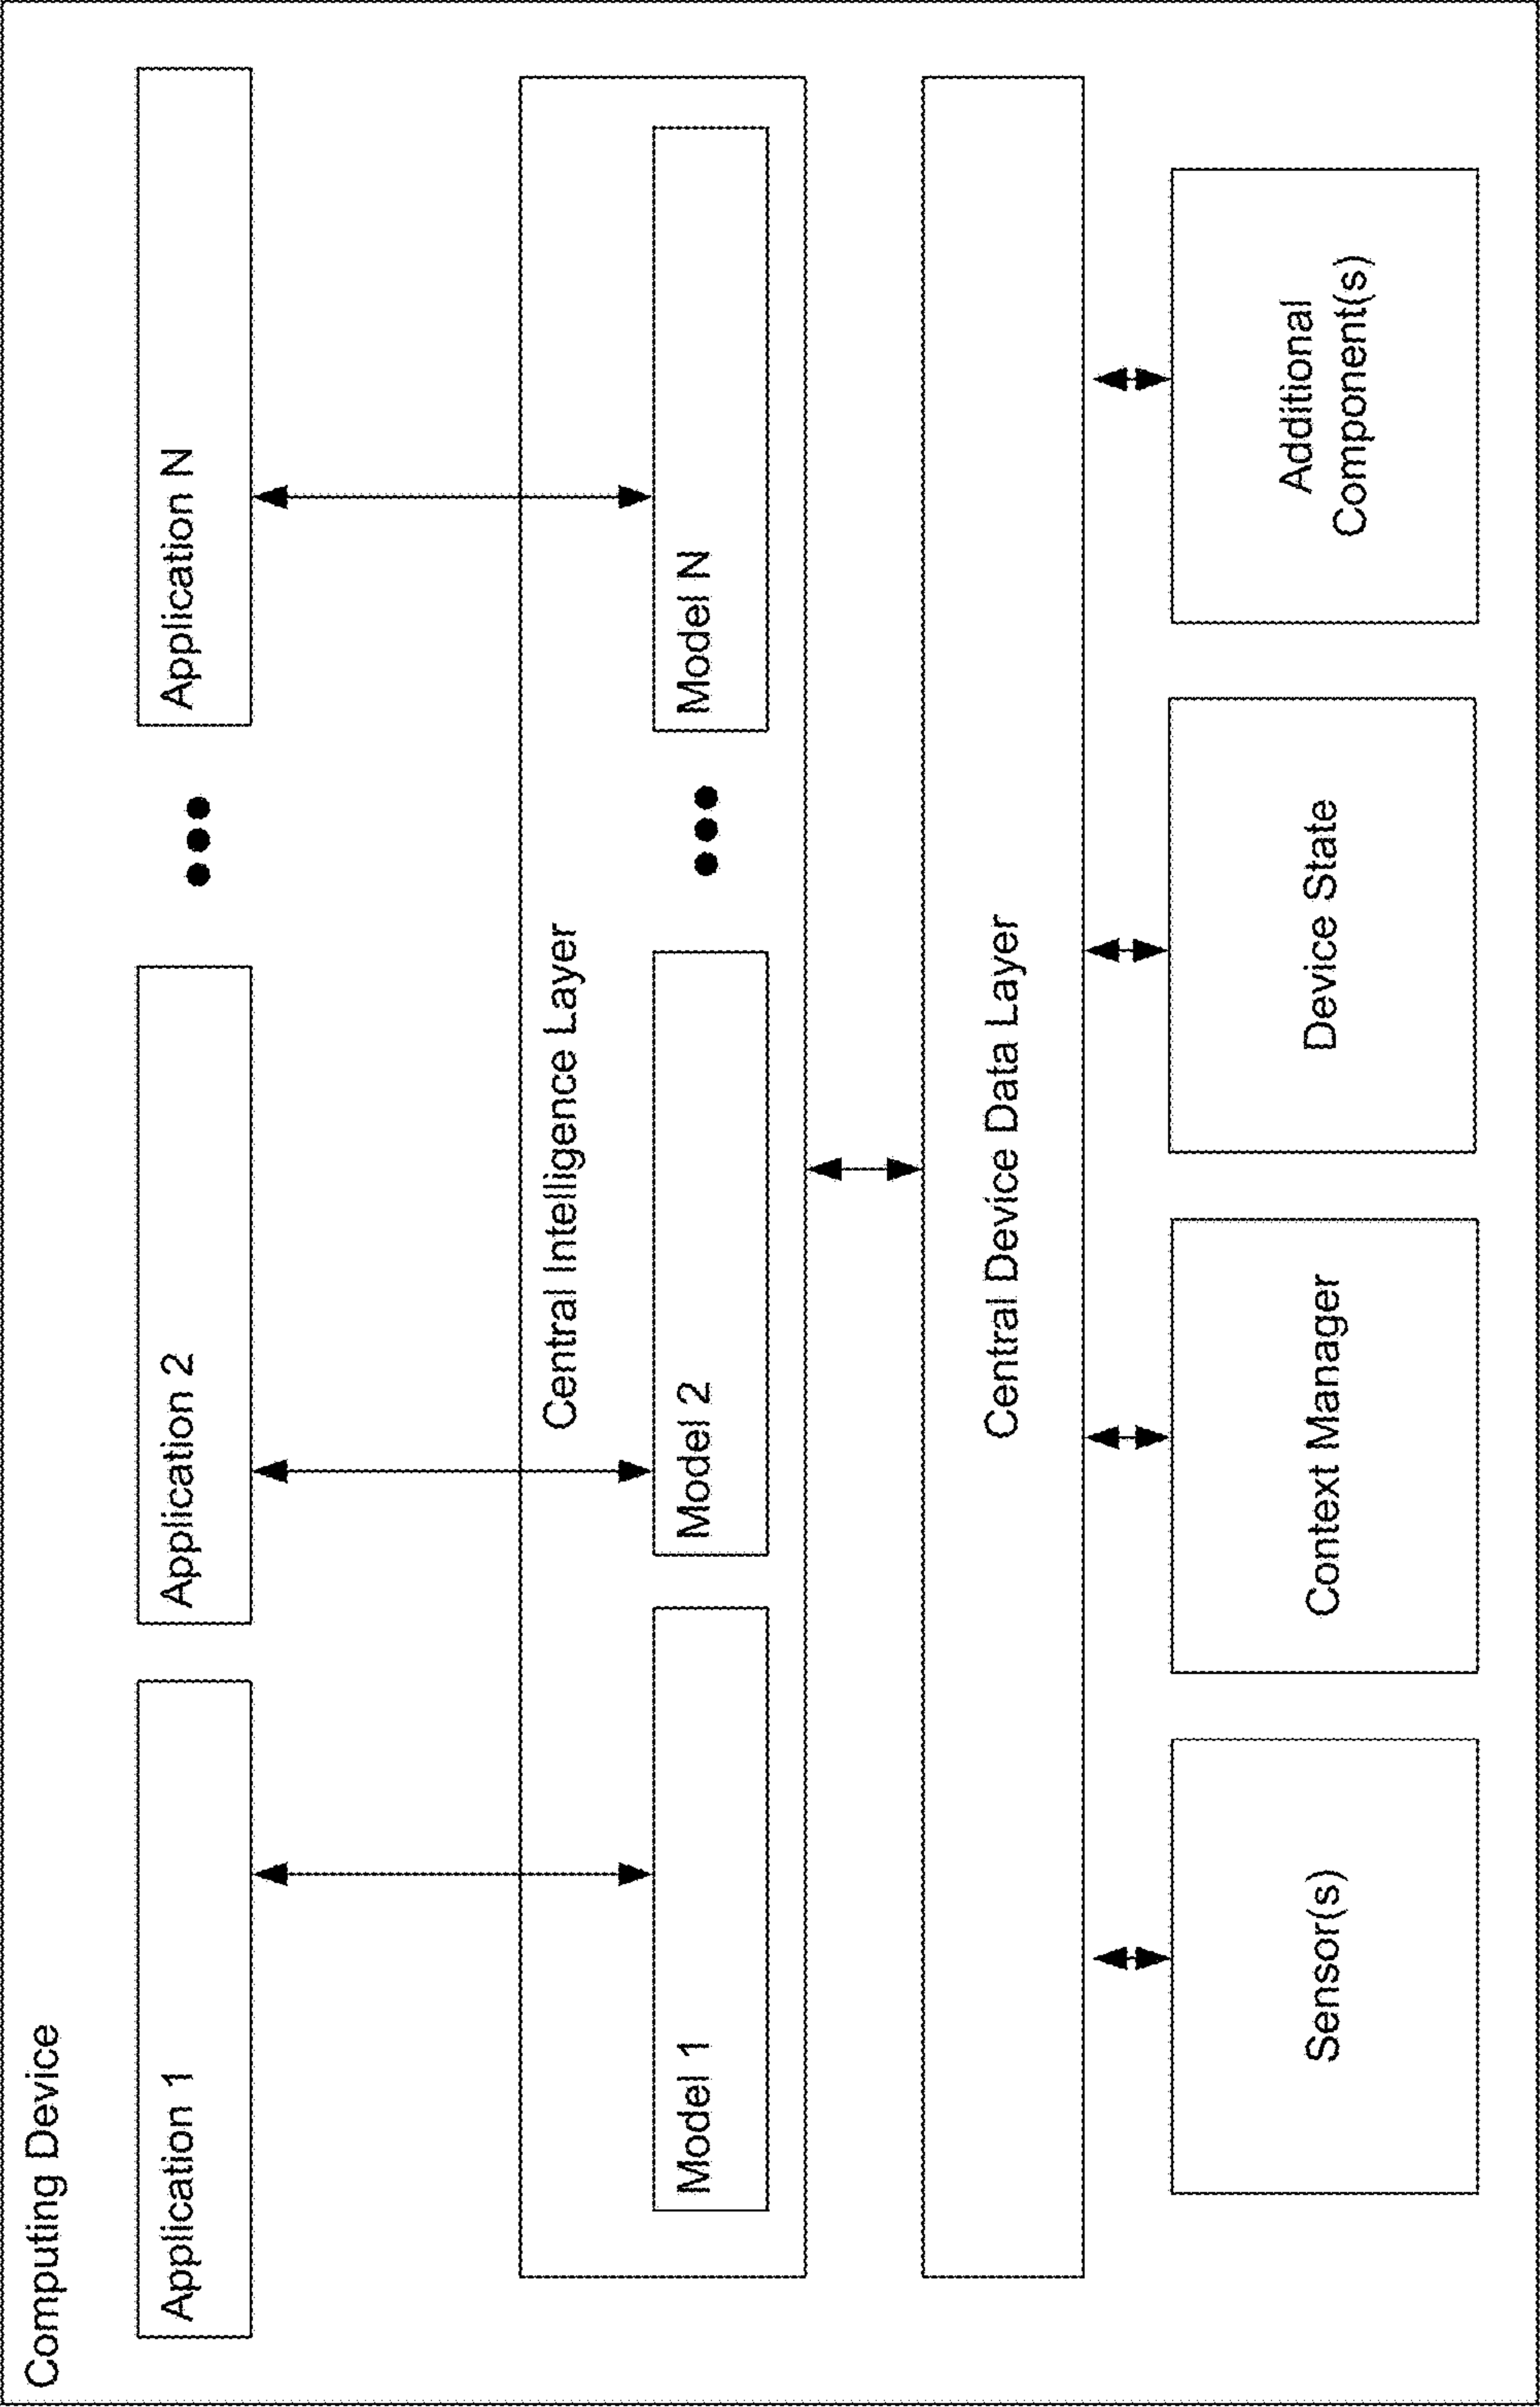 Computing Device
Application 1
Application 2
Application N
Central Intelligence Layer
Model 1
Model 2
Model N
Central Device Data Layer
Sensor(s)
Context Manager
Device State
Additional
Component(s)